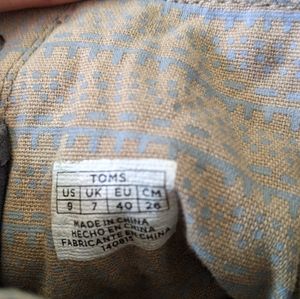 TOMS
US UK EU CM
9 7 40 26
MADE IN CHINA
HECHO EN CHINA
FABRICANTE EN CHINA
140815